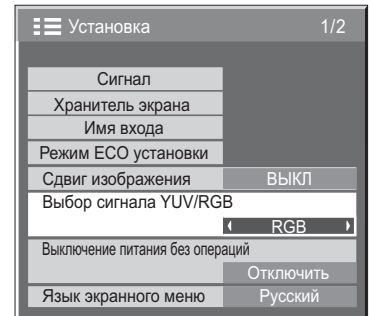 Установка 1/2
Сигнал
Хранитель экрана
Имя входа
Режим ECO установки
Сдвиг изображения ВЫКЛ
Выбор сигнала YUV/RGB
RGB
Выключение питания без операций
Отключить
Язык экранного меню Русский